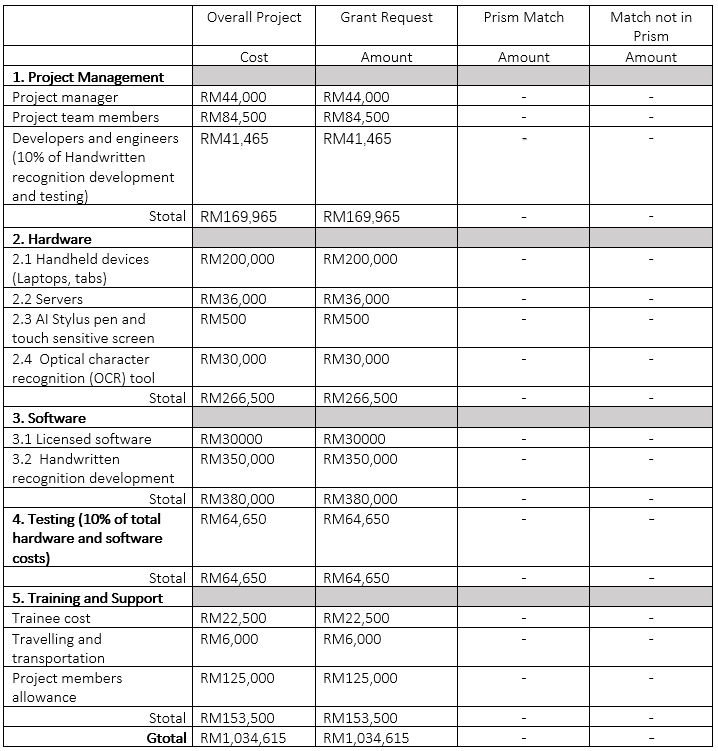 Overall Project Grant Request Prism Match Match not in
Prism
Cost Amount Amount Amount
1. Project Management
Project manager RM44,000 RM44,000 - -
Project team members RM84,500 RM84,500 - -
Developers and engineers RM41,465 RM41,465 - -
(10% of Handwritten
recognition development
and testing)
Stotal RM169,965 RM169,965 - -
2. Hardware
2.1 Handheld devices RM200,000 RM200,000 - -
(Laptops, tabs)
2.2 Servers RM36,000 RM36,000 - -
2.3 AI Stylus pen and RM500 RM500 - -
touch sensitive screen
2.4 Optical character RM30,000 RM30,000 - -
recognition (OCR) tool
Stotal RM266,500 RM266,500 - -
3. Software
3.1 Licensed software RM30000 RM30000 - -
3.2 Handwritten RM350,000 RM350,000 - -
recognition development
Stotal RM380,000 RM380,000 - -
4. Testing (10% of total RM64,650 RM64,650 - -
hardware and software
costs)
Stotal RM64,650 RM64,650 - -
5. Training and Support
Trainee cost RM22,500 RM22,500 - -
Travelling and RM6,000 RM6,000 - -
transportation
Project members RM125,000 RM125,000 - -
allowance
Stotal RM153,500 RM153,500 - -
Gtotal RM1,034,615 RM1,034,615 - -